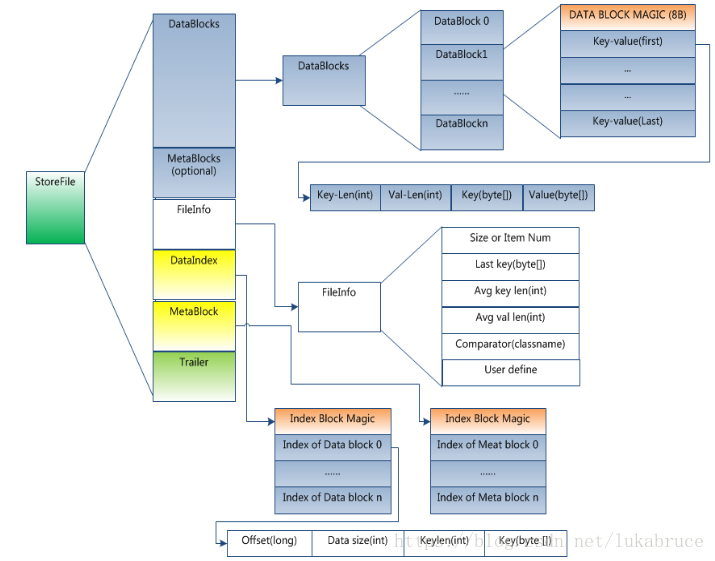 StoreFile
DataBlocks
MetaBlocks
(optional)
FileInfo
DataIndex
MetaBlock
Trailer
DataBlocks
DataBlock 0
DataBlock1
......
DataBlockn
DATA BLOCK MAGIC (8B)
Key-value(first)
...
...
Key-value(Last)
Key-Len(int) Val-Len(int) Key(byte[]) Value(byte[])
FileInfo
Size or Item Num
Last key(byte[])
Avg key len(int)
Avg val len(int)
Comparator(classname)
User define
Index Block Magic
Index of Data block 0
......
Index of Data block n
Index Block Magic
Index of Meat block 0
......
Index of Meta block n
Offset(long) Data size(int) Keylen(int) Key(byte [])
https://blog.csdn.net/lukabruce